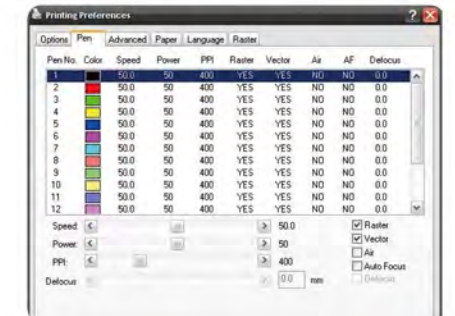 Printing Preferences
Options Pen Advanced Paper Language Raster
Pen No. Color Speed Power PPI Raster Vector Air AF Defocus
1 50.0 50 400 YES YES NO NO 0.0
2 50.0 50 400 YES YES NO NO 0.0
3 50.0 50 400 YES YES NO NO 0.0
4 50.0 50 400 YES YES NO NO 0.0
5 50.0 50 400 YES YES NO NO 0.0
6 50.0 50 400 YES YES NO NO 0.0
7 50.0 50 400 YES YES NO NO 0.0
8 50.0 50 400 YES YES NO NO 0.0
9 50.0 50 400 YES YES NO NO 0.0
10 50.0 50 400 YES YES NO NO 0.0
11 50.0 50 400 YES YES NO NO 0.0
12 50.0 50 400 YES YES NO NO 0.0
Speed: 50.0 Raster
Power: 50 Vector
Air
PPI: 400 Auto Focus
Defocus 0.0 mm Defocus